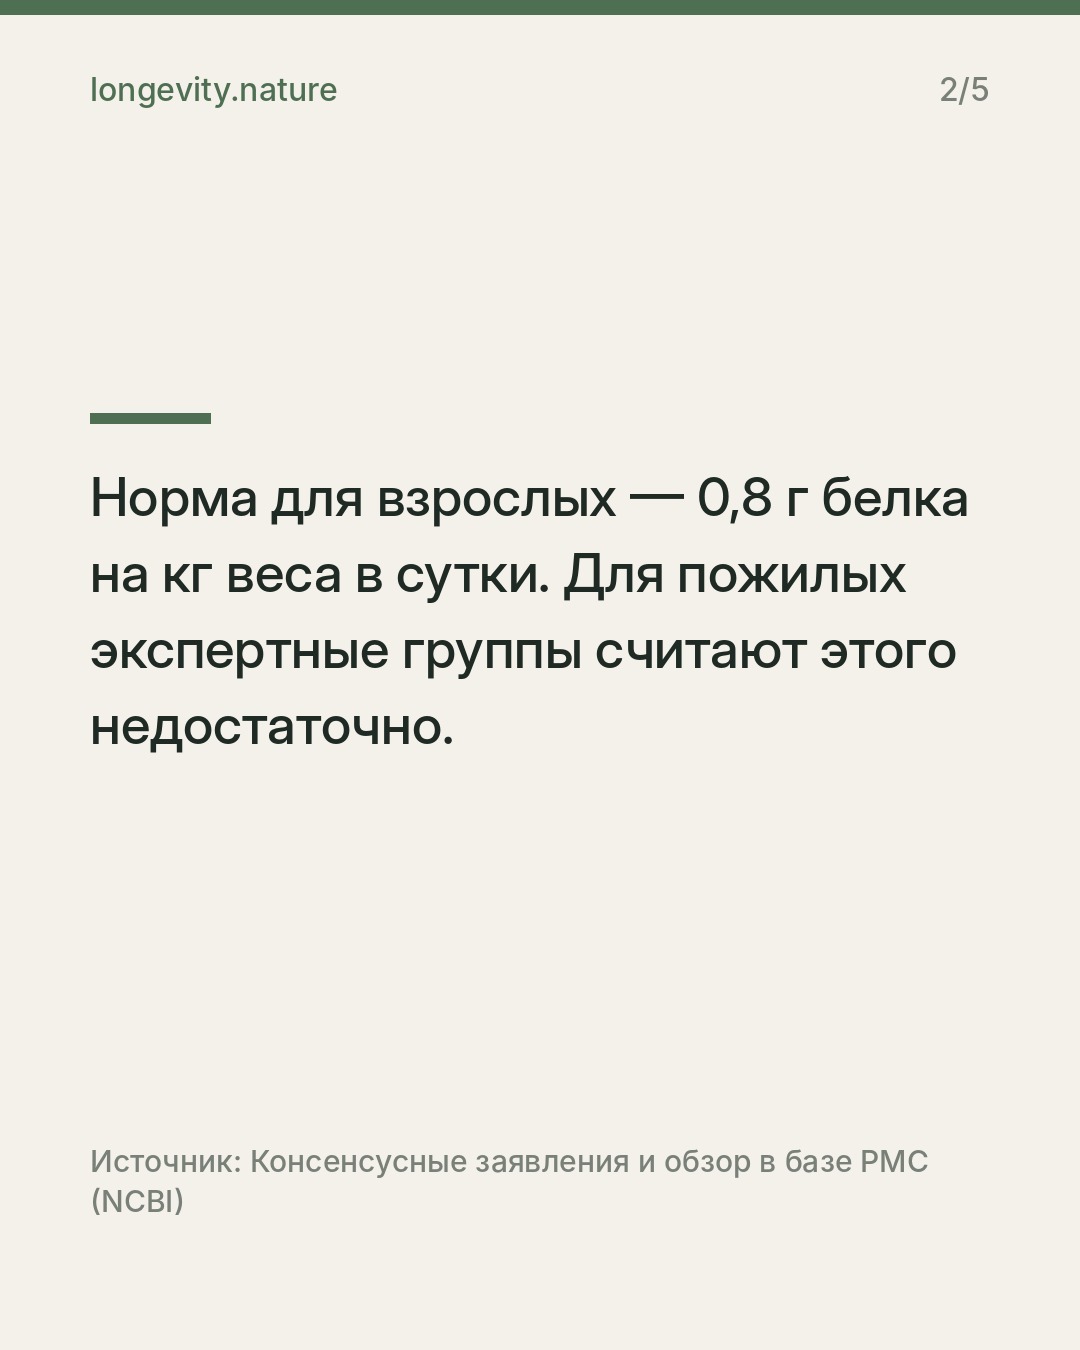 longevity.nature
2/5
Норма для взрослых — 0,8 г белка
на кг веса в сутки. Для пожилых
экспертные группы считают этого
недостаточно.
Источник: Консенсусные заявления и обзор в базе PMC
(NCBI)